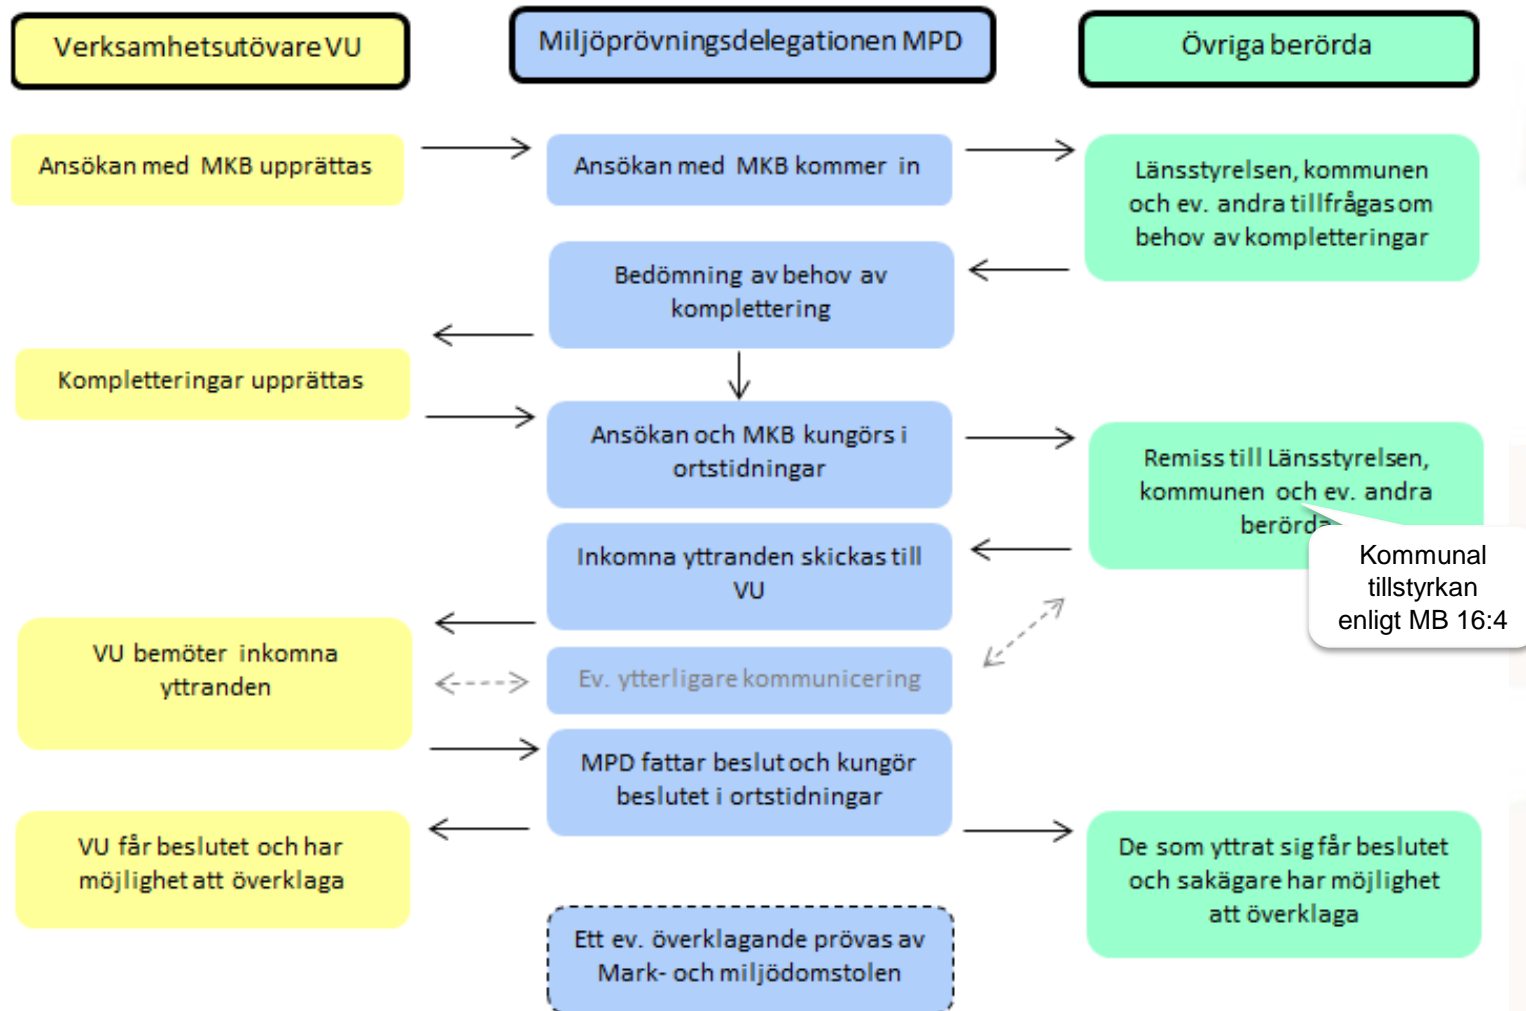 Verksamhetsutövare VU
Miljöprövningsdelegationen MPD
Övriga berörda
Ansökan med MKB upprättas
Ansökan med MKB kommer in
Länsstyrelsen, kommunen
och ev. andra tillfrågas om
behov av kompletteringar
Bedömning av behov av
komplettering
Kompletteringar upprättas
Ansökan och MKB kungörs i
ortstidningar
Remiss till Länsstyrelsen,
kommunen och ev. andra
berörda
Kommunal
tillstyrkan
enligt MB 16:4
Inkomna yttranden skickas till
VU
VU bemöter inkomna
yttranden
Ev. ytterligare kommunicering
MPD fattar beslut och kungör
beslutet i ortstidningar
VU får beslutet och har
möjlighet att överklaga
De som yttrat sig får beslutet
och sakägare har möjlighet
att överklaga
Ett ev. överklagande prövas av
Mark- och miljödomstolen